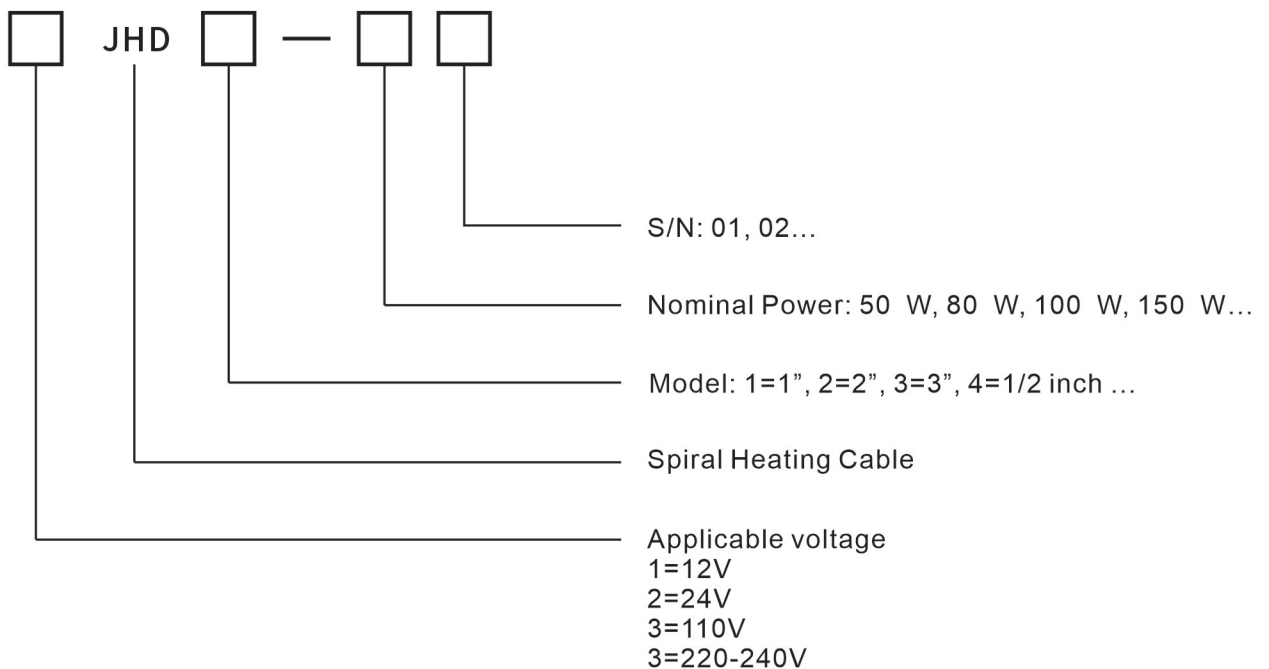 JHD —
S/N: 01, 02…
Nominal Power: 50 W, 80 W, 100 W, 150 W…
Model: 1=1”, 2=2”, 3=3”, 4=1/2 inch …
Spiral Heating Cable
Applicable voltage
1=12V
2=24V
3=110V
3=220-240V